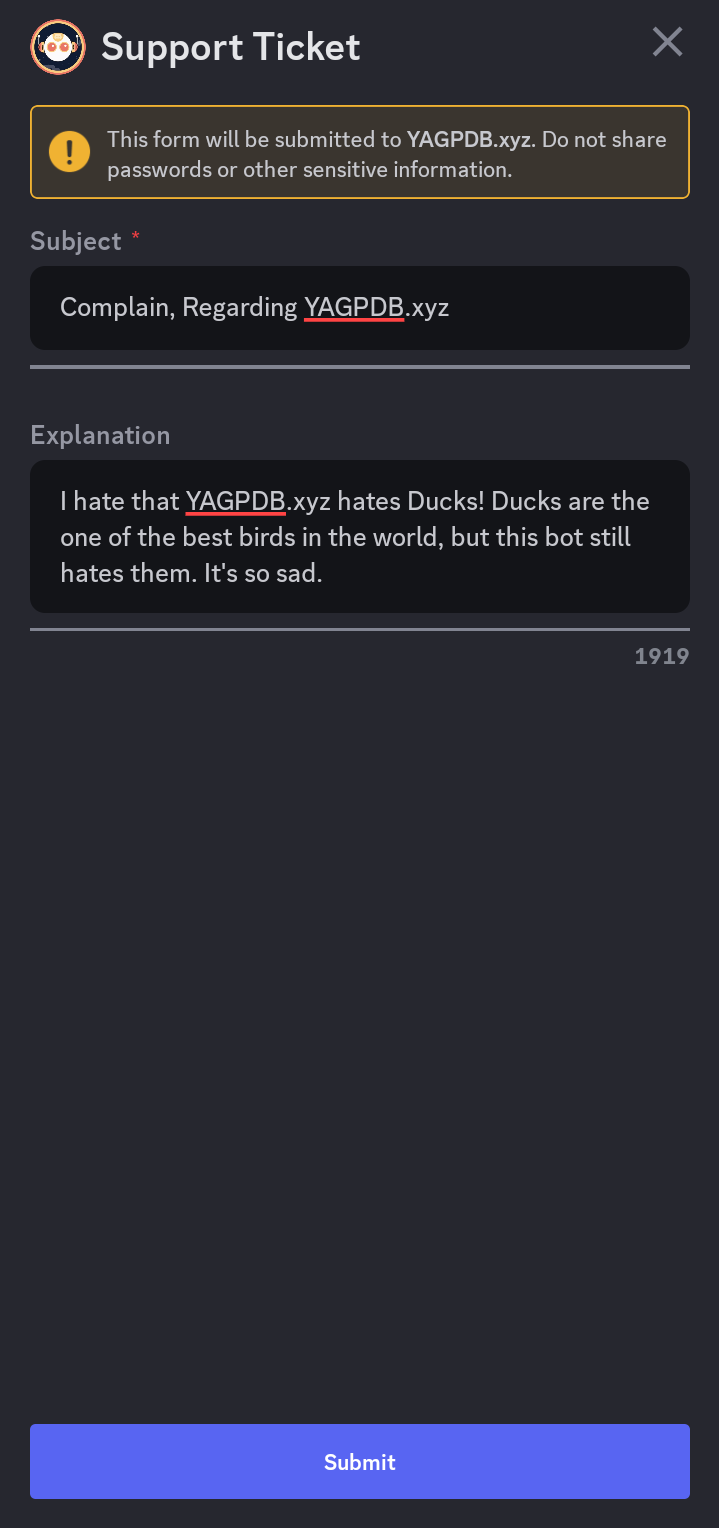 Support Ticket
This form will be submitted to YAGPDB.xyz. Do not share
passwords or other sensitive information.
Subject *
Complain, Regarding YAGPDB.xyz
Explanation
I hate that YAGPDB.xyz hates Ducks! Ducks are the
one of the best birds in the world, but this bot still
hates them. It's so sad.
1919
Submit